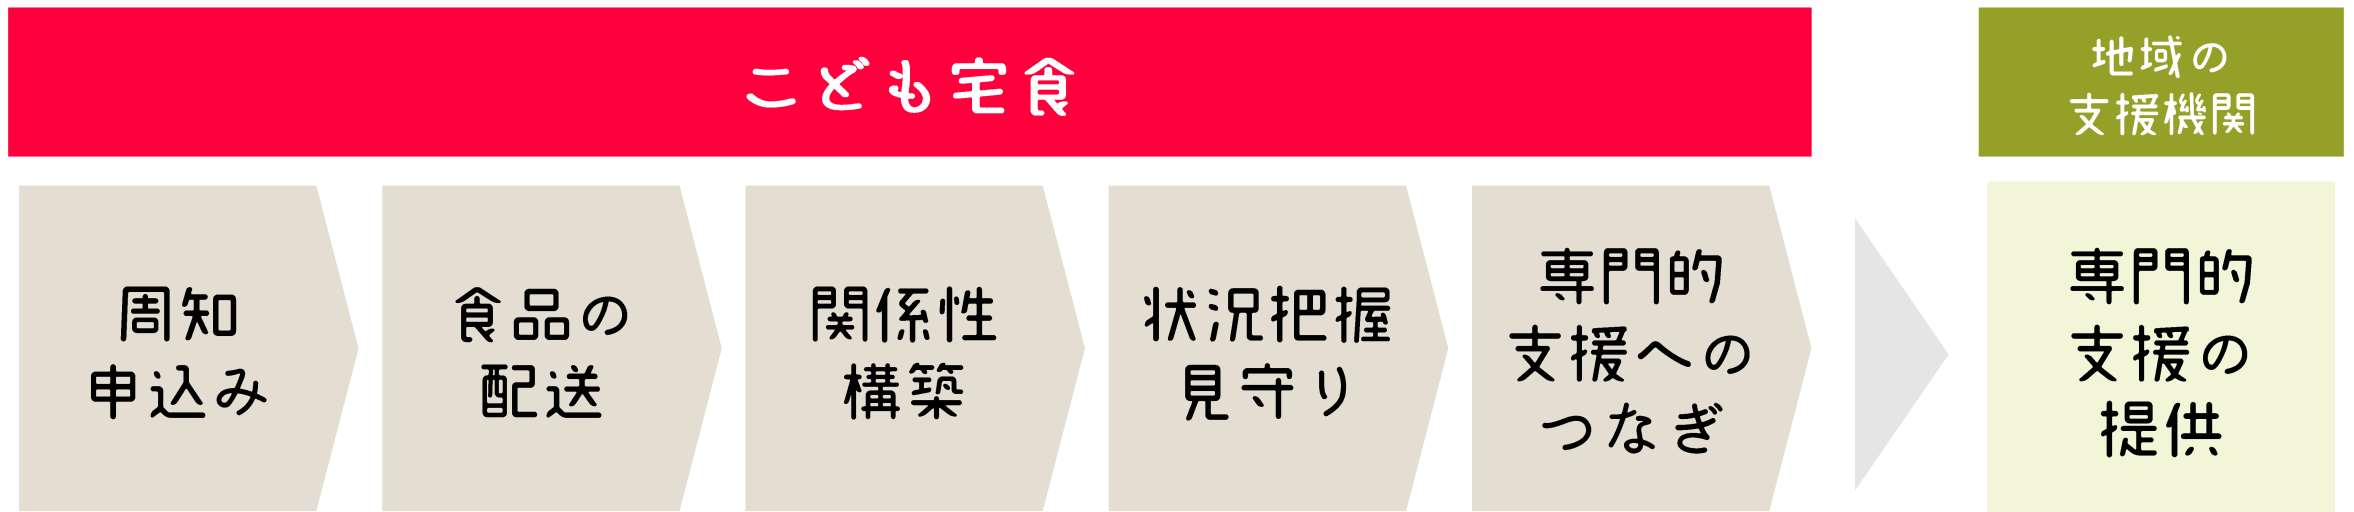 こども宅食
地域の
支援機関
周知
申込み
食品の
配送
関係性
構築
状況把握
見守り
専門的
支援への
つなぎ
専門的
支援の
提供